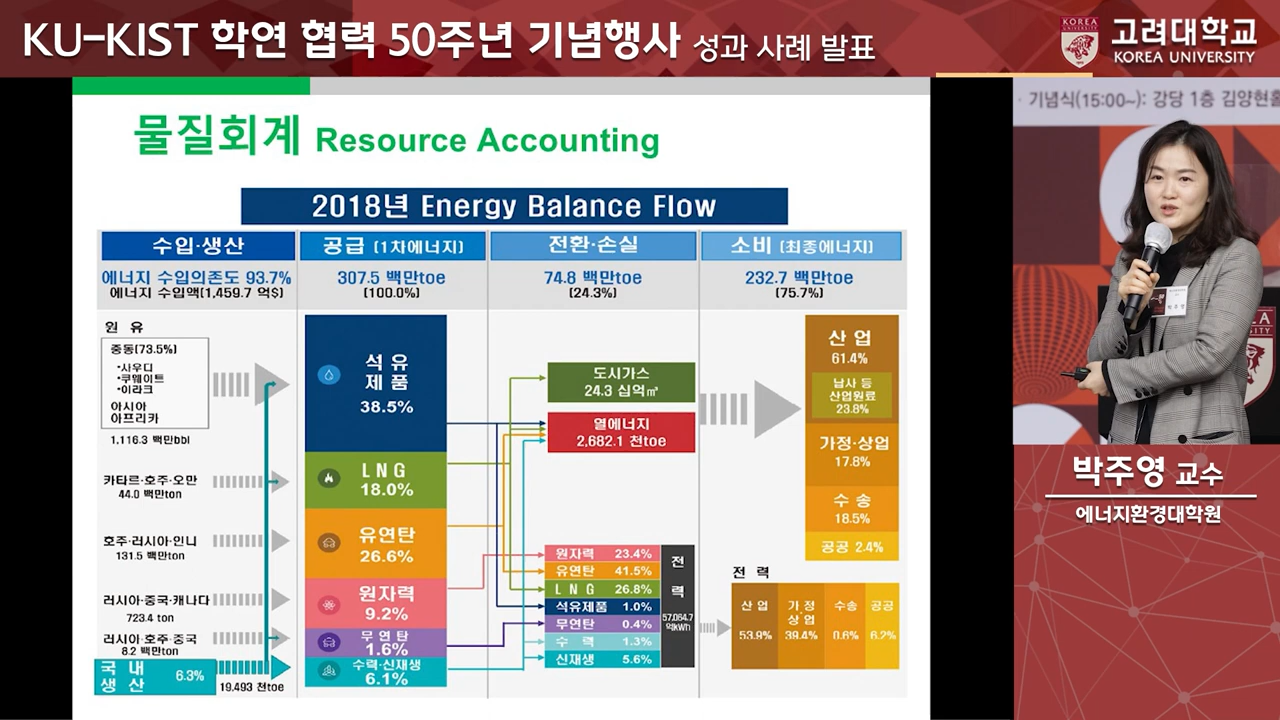 KU-KIST 학연 협력 50주년 기념행사 성과 사례 발표
KOREA
고려대학교
KOREA UNIVERSITY
· 기념식(15:00~): 강당 1층 김양현홀
물질회계 Resource Accounting
2018년 Energy Balance Flow
수입·생산
에너지 수입의존도 93.7%
에너지 수입액(1,459.7 억$)
공급 (1차에너지)
307.5 백만toe
(100.0%)
전환·손실
74.8 백만toe
(24.3%)
소비 (최종에너지)
232.7 백만toe
(75.7%)
원 유
중동(73.5%)
•사우디
•쿠웨이트
•이라크
아시아
아프리카
1,116.3 백만bbl
카타르·호주·오만
44.0 백만ton
호주·러시아·인니
131.5 백만ton
러시아·중국·캐나다
723.4 ton
러시아·호주·중국
8.2 백만ton
국 내
생 산
6.3%
19.493 천toe
석 유
제 품
38.5%
L N G
18.0%
유연탄
26.6%
원자력
9.2%
무 연 탄
1.6%
수력·신재생
6.1%
도시가스
24.3 십억㎥
열에너지
2,682.1 천toe
원자력 23.4%
유연탄 41.5%
L N G 26.8%
석유제품 1.0%
무연탄 0.4%
수 력 1.3%
신재생 5.6%
전
력
57,064.7
억kWh
산 업
61.4%
납사 등
산업원료
23.8%
가정·상업
17.8%
수 송
18.5%
공공 2.4%
전 력
산 업
53.9%
가 정
상 업
39.4%
수송
0.6%
공공
6.2%
박주영 교수
에너지환경대학원